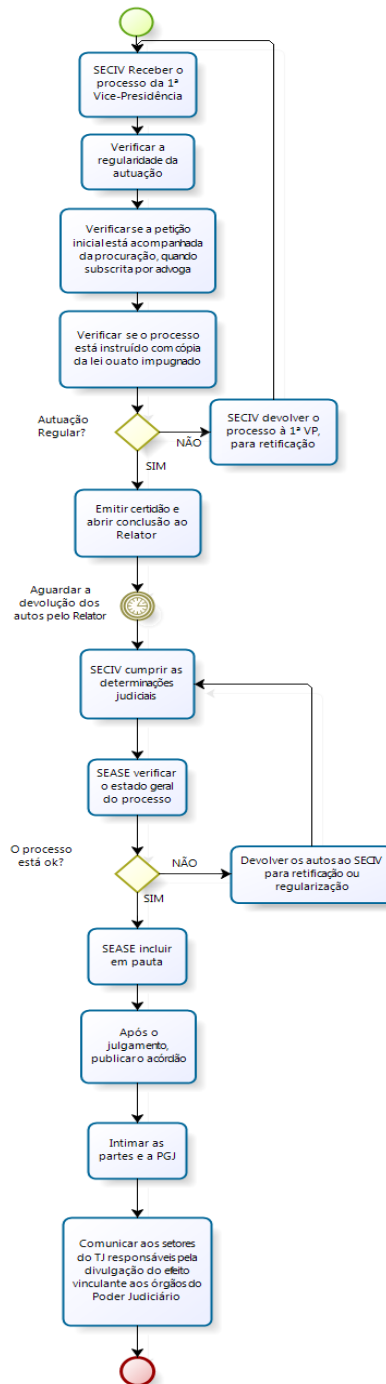 SECIV Receber o
processo da 1ª
Vice-Presidência
Verificar a
regularidade da
autuação
Verificar se a petição
inicial está acompanhada
da procuração, quando
subscrita por advoga
Verificar se o processo
está instruído com cópia
da lei ou ato impugnado
Autuação
Regular?
NÃO
SECIV devolver o
processo à 1ª VP,
para retificação
SIM
Emitir certidão e
abrir conclusão ao
Relator
Aguardar a
devolução dos
autos pelo Relator
SECIV cumprir as
determinações
judiciais
SEASE verificar
o estado geral
do processo
O processo
está ok?
NÃO
Devolver os autos ao SECIV
para retificação ou
regularização
SIM
SEASE incluir
em pauta
Após o
julgamento,
publicar o acórdão
Intimar as
partes e a PGJ
Comunicar aos setores
do TJ responsáveis pela
divulgação do efeito
vinculante aos órgãos do
Poder Judiciário